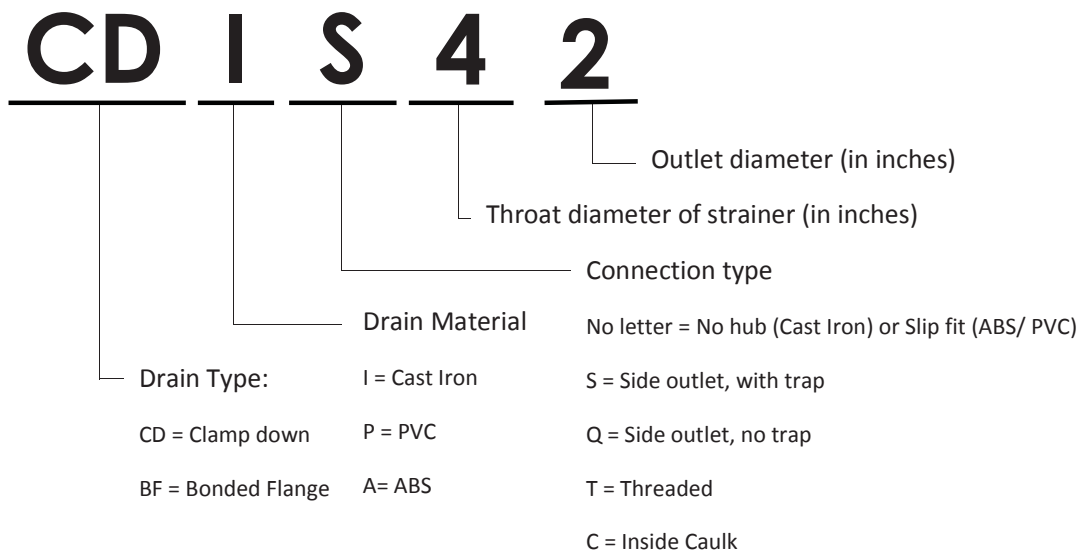 CD I S 4 2
Outlet diameter (in inches)
Throat diameter of strainer (in inches)
Connection type
No letter = No hub (Cast Iron) or Slip fit (ABS/ PVC)
S = Side outlet, with trap
Q = Side outlet, no trap
T = Threaded
C = Inside Caulk
Drain Material
I = Cast Iron
P = PVC
A= ABS
Drain Type:
CD = Clamp down
BF = Bonded Flange